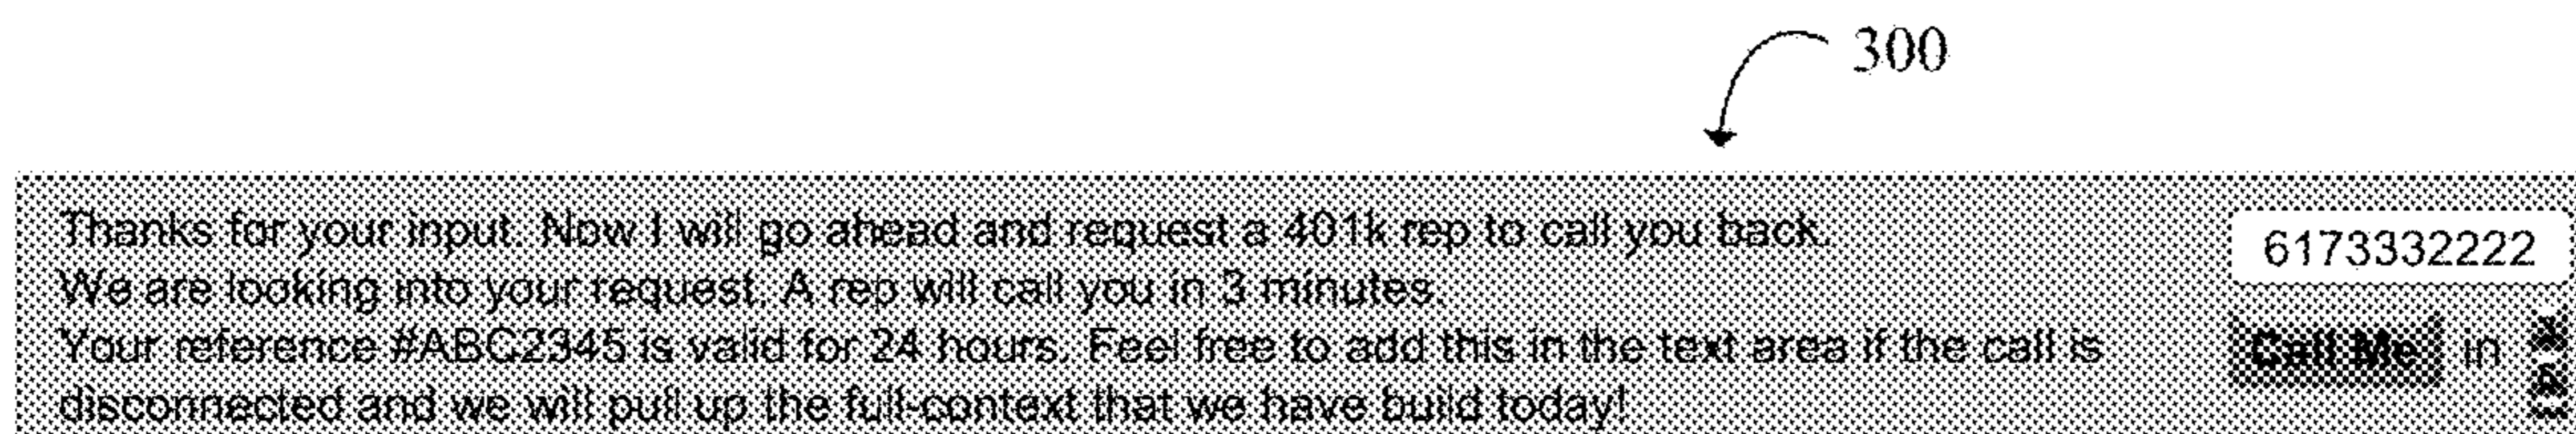 300
Thanks for your input. Now I will go ahead and request a 401k rep to call you back.
We are looking into your request. A rep will call you in 3 minutes.
Your reference #ABC2345 is valid for 24 hours. Feel free to add this in the text area if the call is
disconnected and we will pull up the full-context that we have build today!
6173332222
Call Me in